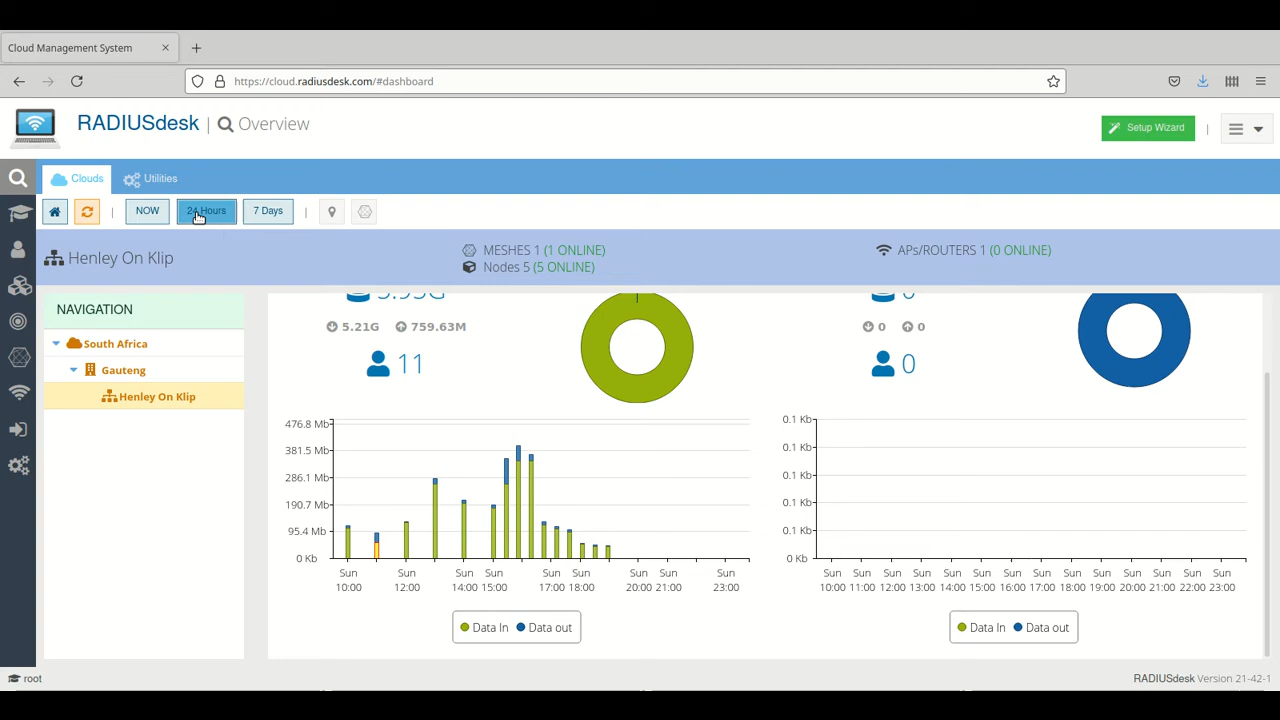 Cloud Management System
https://cloud.radiusdesk.com/#dashboard
RADIUSdesk | Overview
Setup Wizard
Clouds Utilities
NOW 24 Hours 7 Days
Henley On Klip
MESHES 1 (1 ONLINE)
Nodes 5 (5 ONLINE)
APs/ROUTERS 1 (0 ONLINE)
NAVIGATION
South Africa
Gauteng
Henley On Klip
5.21G 759.63M
11
476.8 Mb
381.5 Mb
286.1 Mb
190.7 Mb
95.4 Mb
0 Kb
Sun Sun Sun Sun Sun Sun Sun Sun
10:00 12:00 14:00 15:00 17:00 18:00 20:00 21:00 23:00
Data In Data out
0 0
0
0.1 Kb
0.1 Kb
0.1 Kb
0.1 Kb
0.1 Kb
0 Kb
Sun Sun Sun Sun Sun Sun Sun Sun Sun Sun Sun Sun Sun Sun
10:00 11:00 12:00 13:00 14:00 15:00 16:00 17:00 18:00 19:00 20:00 21:00 22:00 23:00
Data In Data out
root
RADIUSdesk Version 21-42-1